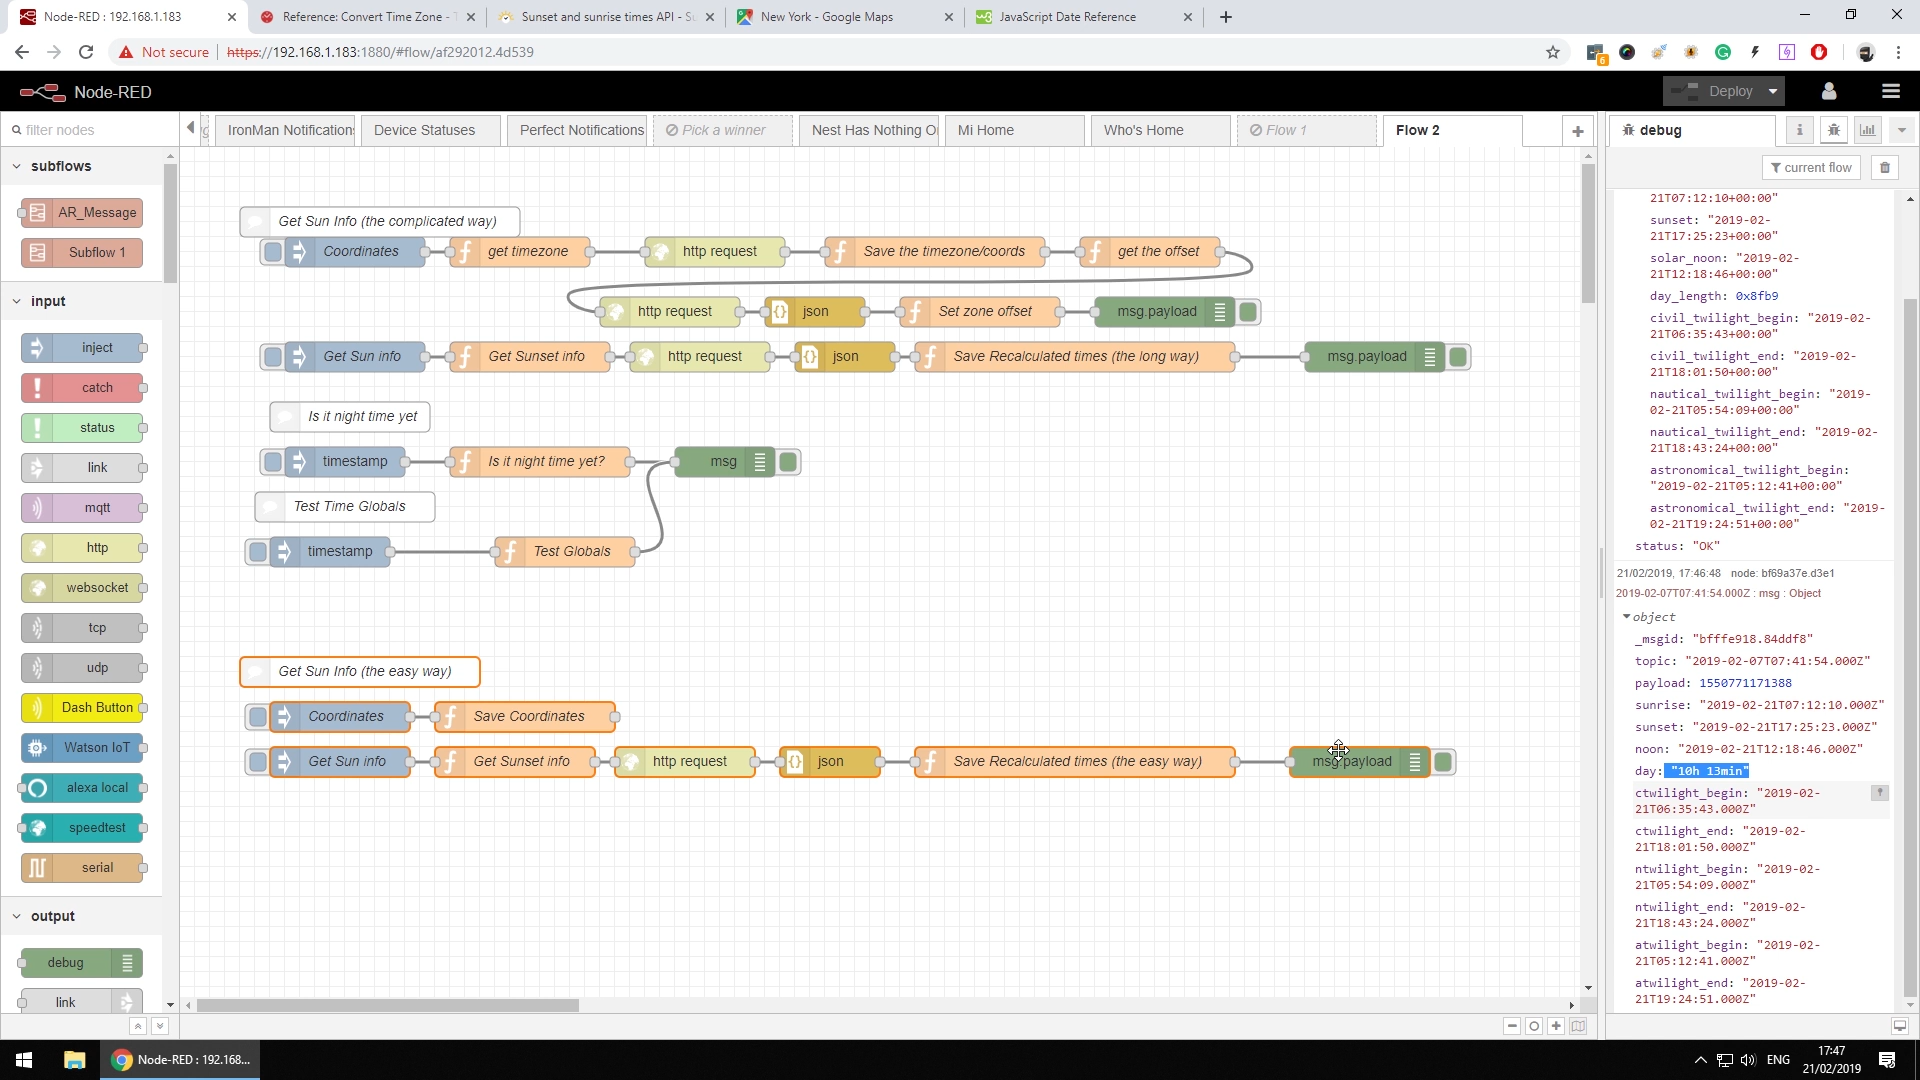 Node-RED : 192.168.1.183
Reference: Convert Time Zone -
Sunset and sunrise times API - Su
New York - Google Maps
JavaScript Date Reference
Not secure
https://192.168.1.183:1880/#flow/af292012.4d539
6
Node-RED
Deploy
filter nodes
IronMan Notifications
Device Statuses
Perfect Notifications
Pick a winner
Nest Has Nothing O
Mi Home
Who's Home
Flow 1
Flow 2
debug
current flow
subflows
AR_Message
Subflow 1
input
inject
catch
status
link
mqtt
http
websocket
tcp
udp
Dash Button
Watson IoT
alexa local
speedtest
serial
output
debug
link
Get Sun Info (the complicated way)
Coordinates
get timezone
http request
Save the timezone/coords
get the offset
http request
json
Set zone offset
msg.payload
Get Sun info
Get Sunset info
http request
json
Save Recalculated times (the long way)
msg.payload
Is it night time yet
timestamp
Is it night time yet?
msg
Test Time Globals
timestamp
Test Globals
Get Sun Info (the easy way)
Coordinates
Save Coordinates
Get Sun info
Get Sunset info
http request
json
Save Recalculated times (the easy way)
msg.payload
21T07:12:10+00:00"
sunset: "2019-02-
21T17:25:23+00:00"
solar_noon: "2019-02-
21T12:18:46+00:00"
day_length: 0x8fb9
civil_twilight_begin: "2019-02-
21T06:35:43+00:00"
civil_twilight_end: "2019-02-
21T18:01:50+00:00"
nautical_twilight_begin: "2019-
02-21T05:54:09+00:00"
nautical_twilight_end: "2019-02-
21T18:43:24+00:00"
astronomical_twilight_begin:
"2019-02-21T05:12:41+00:00"
astronomical_twilight_end: "2019-
02-21T19:24:51+00:00"
status: "OK"
21/02/2019, 17:46:48 node: bf69a37e.d3e1
2019-02-07T07:41:54.000Z : msg : Object
object
_msgid: "bfffe918.84ddf8"
topic: "2019-02-07T07:41:54.000Z"
payload: 1550771171388
sunrise: "2019-02-21T07:12:10.000Z"
sunset: "2019-02-21T17:25:23.000Z"
noon: "2019-02-21T12:18:46.000Z"
day: "10h 13min"
ctwilight_begin: "2019-02-
21T06:35:43.000Z"
ctwilight_end: "2019-02-
21T18:01:50.000Z"
ntwilight_begin: "2019-02-
21T05:54:09.000Z"
ntwilight_end: "2019-02-
21T18:43:24.000Z"
atwilight_begin: "2019-02-
21T05:12:41.000Z"
atwilight_end: "2019-02-
21T19:24:51.000Z"
Node-RED : 192.168...
ENG
17:47
21/02/2019